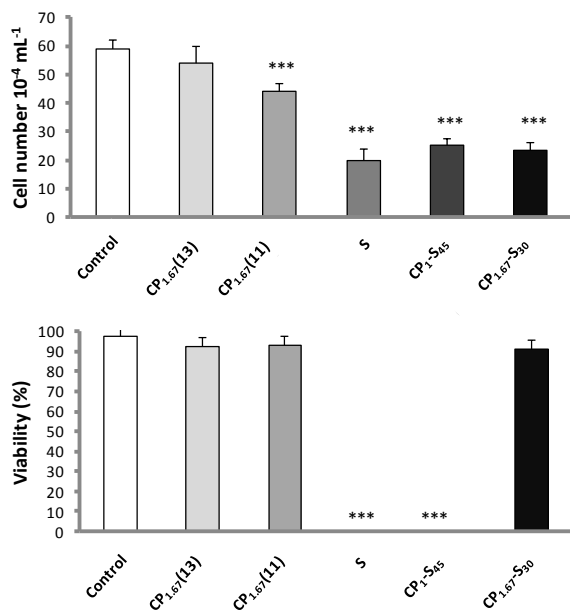 Cell number 10⁻⁴ mL⁻¹
70
60
50
40
30
20
10
0
***
***
***
***
Control
CP₁.₆₇(13)
CP₁.₆₇(11)
S
CP₁-S₄₅
CP₁.₆₇-S₃₀
Viability (%)
100
90
80
70
60
50
40
30
20
10
0
***
***
Control
CP₁.₆₇(13)
CP₁.₆₇(11)
S
CP₁-S₄₅
CP₁.₆₇-S₃₀